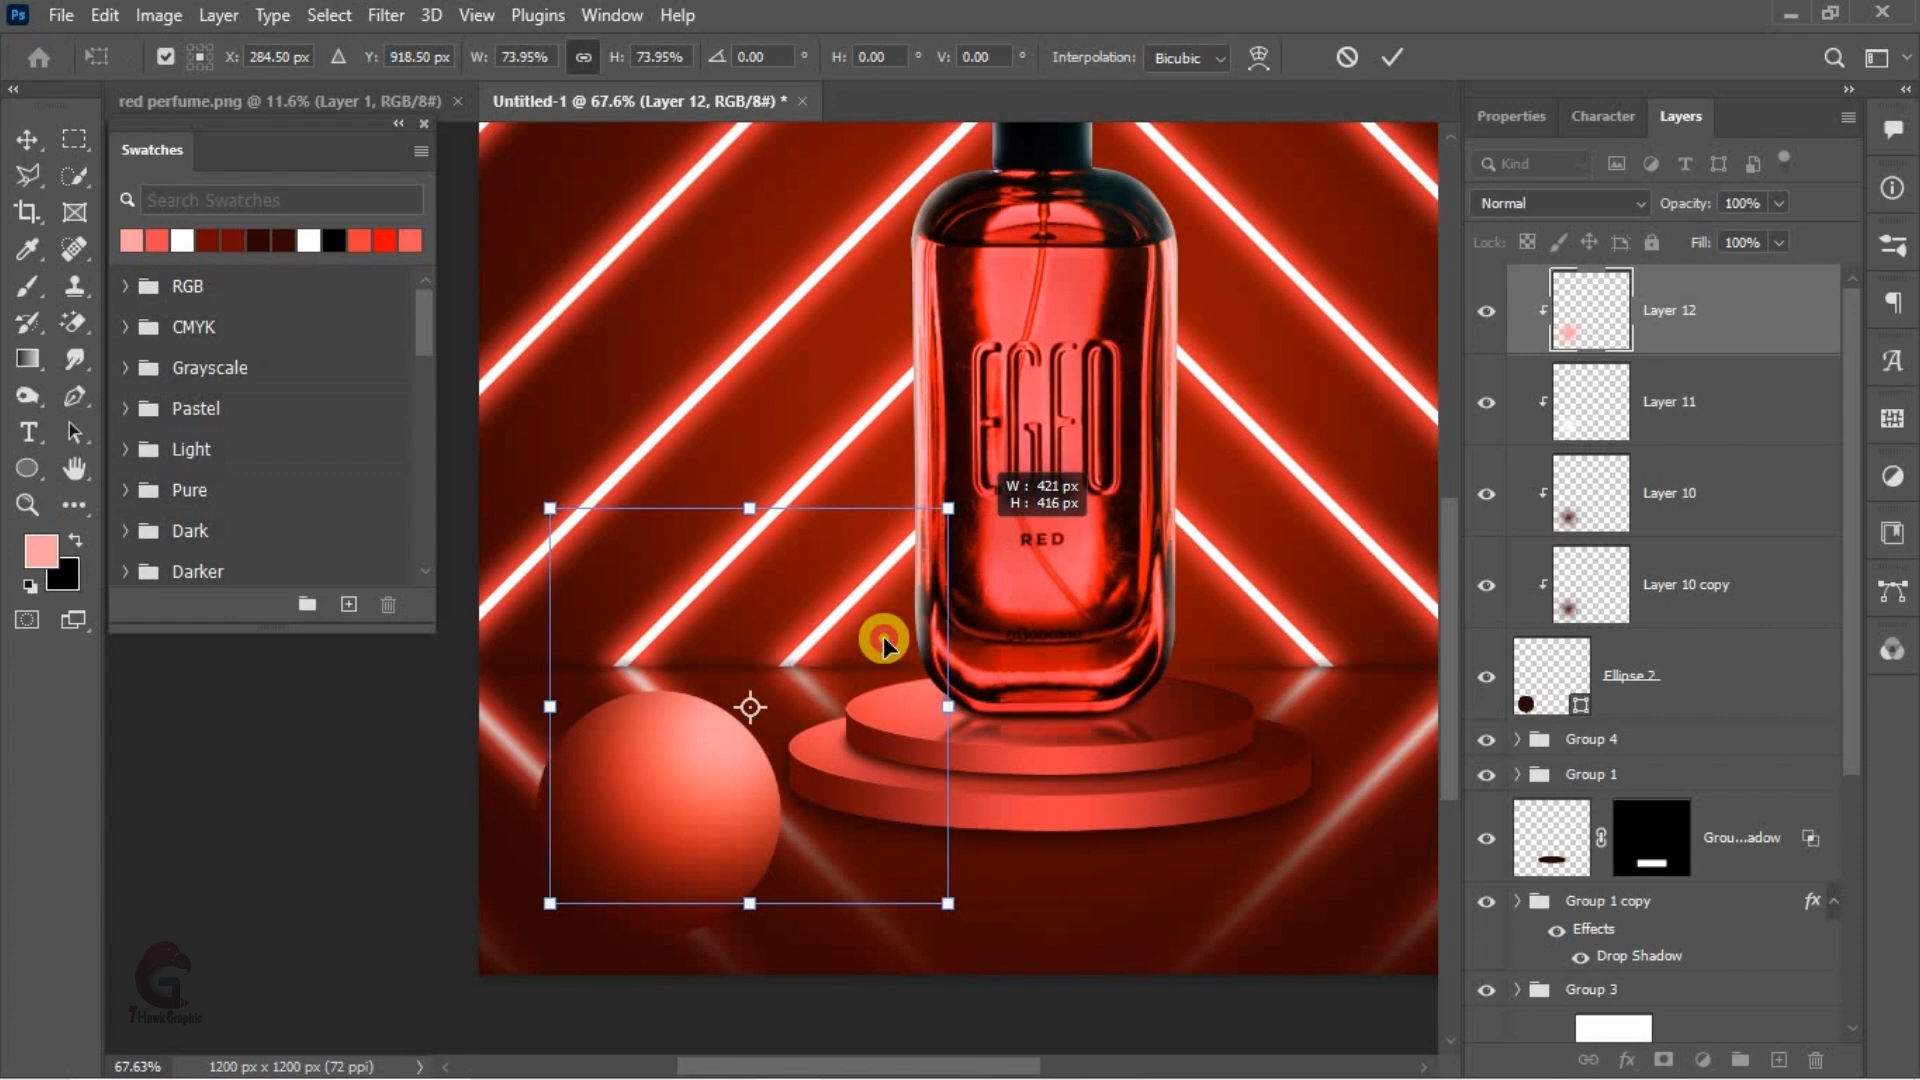 Ps File Edit Image Layer Type Select Filter 3D View Plugins Window Help
X: 284.50 px Y: 918.50 px W: 73.95% H: 73.95% 0.00 ° H: 0.00 ° V: 0.00 ° Interpolation: Bicubic
red perfume.png @ 11.6% (Layer 1, RGB/8#) × Untitled-1 @ 67.6% (Layer 12, RGB/8#) * ×
Properties Character Layers
Swatches
Kind
Search Swatches
Normal Opacity: 100%
Lock: Fill: 100%
RGB
CMYK
Grayscale
Pastel
Light
Pure
Dark
Darker
EGEO
W : 421 px
H : 416 px
RED
Layer 12
Layer 11
Layer 10
Layer 10 copy
Ellipse 2
Group 4
Group 1
Grou...adow
Group 1 copy fx
Effects
Drop Shadow
Group 3
7HawkGraphic
67.63% 1200 px x 1200 px (72 ppi)